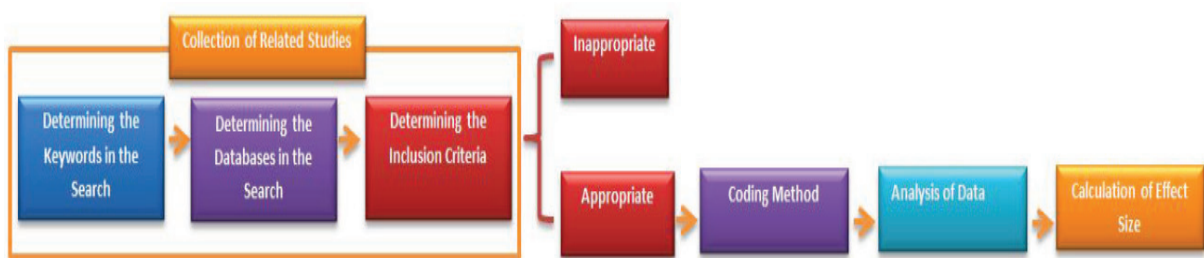 Collection of Related Studies
Determining the
Keywords in the
Search
Determining the
Databases in the
Search
Determining the
Inclusion Criteria
Inappropriate
Appropriate
Coding Method
Analysis of Data
Calculation of Effect
Size